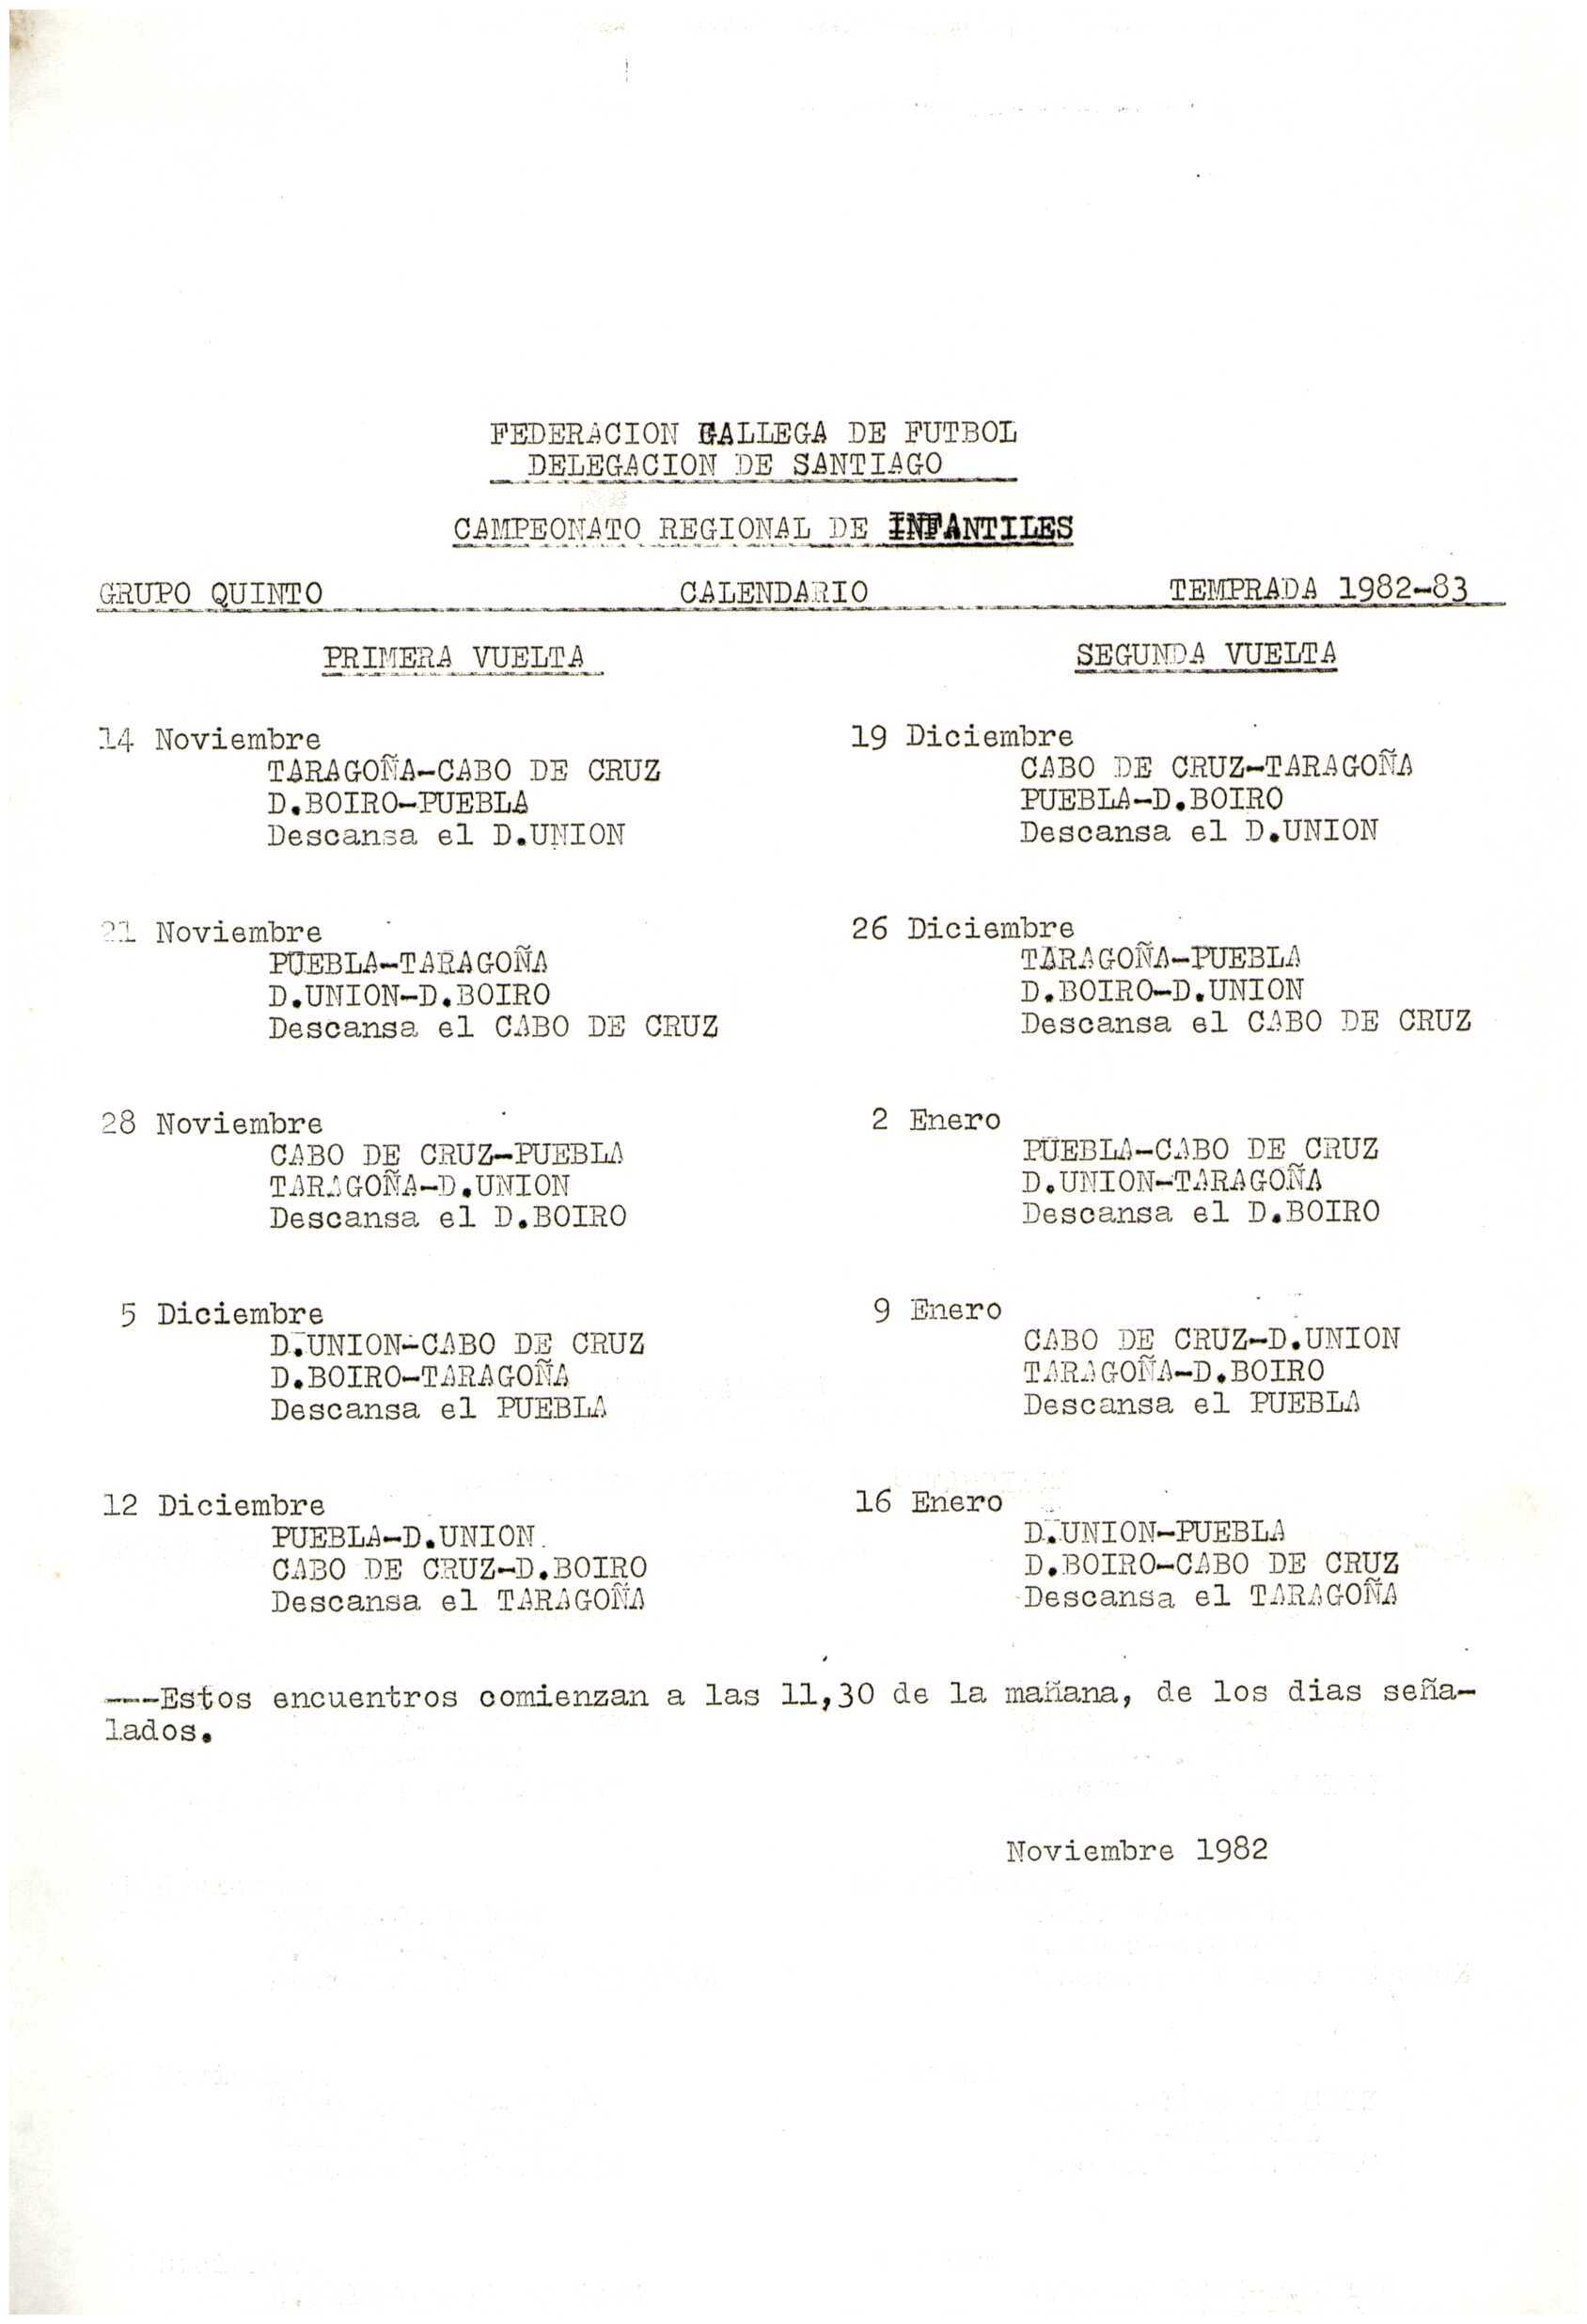 FEDERACION GALLEGA DE FUTBOL
DELEGACION DE SANTIAGO
CAMPEONATO REGIONAL DE INFANTILES
GRUPO QUINTO CALENDARIO TEMPRADA 1982-83
PRIMERA VUELTA
14 Noviembre
TARAGOÑA-CABO DE CRUZ
D.BOIRO-PUEBLA
Descansa el D.UNION
21 Noviembre
PUEBLA-TARAGOÑA
D.UNION-D.BOIRO
Descansa el CABO DE CRUZ
28 Noviembre
CABO DE CRUZ-PUEBLA
TARAGOÑA-D.UNION
Descansa el D.BOIRO
5 Diciembre
D.UNION-CABO DE CRUZ
D.BOIRO-TARAGOÑA
Descansa el PUEBLA
12 Diciembre
PUEBLA-D.UNION
CABO DE CRUZ-D.BOIRO
Descansa el TARAGOÑA
SEGUNDA VUELTA
19 Diciembre
CABO DE CRUZ-TARAGOÑA
PUEBLA-D.BOIRO
Descansa el D.UNION
26 Diciembre
TARAGOÑA-PUEBLA
D.BOIRO-D.UNION
Descansa el CABO DE CRUZ
2 Enero
PUEBLA-CABO DE CRUZ
D.UNION-TARAGOÑA
Descansa el D.BOIRO
9 Enero
CABO DE CRUZ-D.UNION
TARAGOÑA-D.BOIRO
Descansa el PUEBLA
16 Enero
D.UNION-PUEBLA
D.BOIRO-CABO DE CRUZ
Descansa el TARAGOÑA
---Estos encuentros comienzan a las 11,30 de la mañana, de los dias seña-
lados.
Noviembre 1982